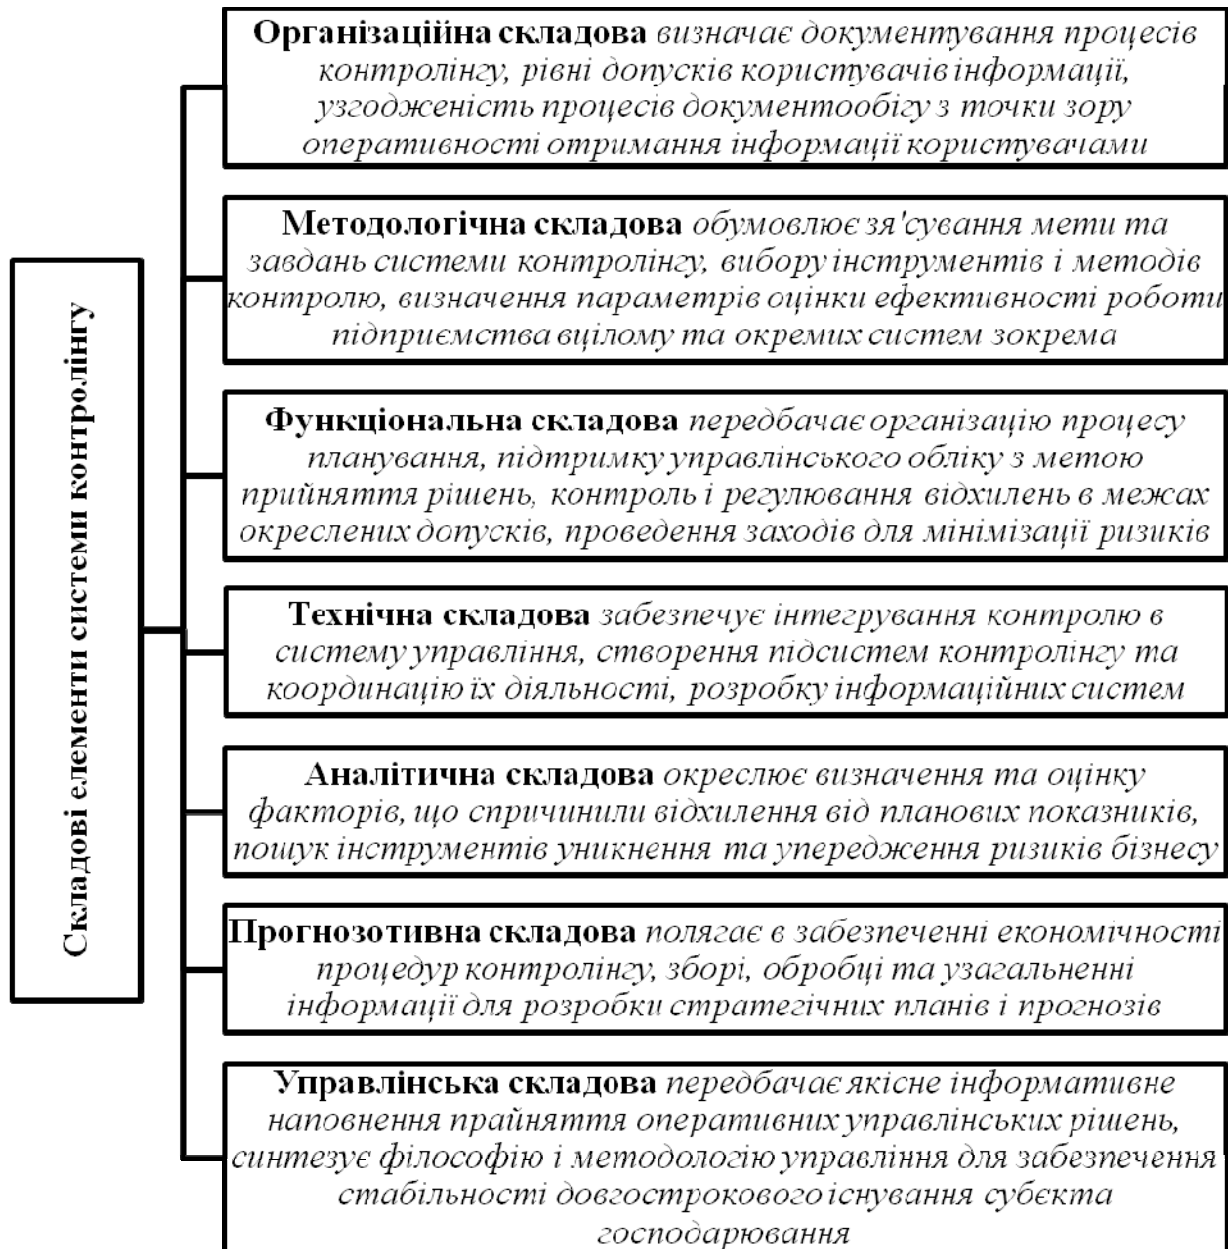 Складові елементи системи контролінгу
Організаційна складова визначає документування процесів
контролінгу, рівні допусків користувачів інформації,
узгодженість процесів документообігу з точки зору
оперативності отримання інформації користувачами
Методологічна складова обумовлює зя'сування мети та
завдань системи контролінгу, вибору інструментів і методів
контролю, визначення параметрів оцінки ефективності роботи
підприємства вцілому та окремих систем зокрема
Функціональна складова передбачає організацію процесу
планування, підтримку управлінського обліку з метою
прийняття рішень, контроль і регулювання відхилень в межах
окреслених допусків, проведення заходів для мінімізації ризиків
Технічна складова забезпечує інтегрування контролю в
систему управління, створення підсистем контролінгу та
координацію їх діяльності, розробку інформаційних систем
Аналітична складова окреслює визначення та оцінку
факторів, що спричинили відхилення від планових показників,
пошук інструментів уникнення та упередження ризиків бізнесу
Прогнозотивна складова полягає в забезпеченні економічності
процедур контролінгу, зборі, обробці та узагальненні
інформації для розробки стратегічних планів і прогнозів
Управлінська складова передбачає якісне інформативне
наповнення прайняття оперативних управлінських рішень,
синтезує філософію і методологію управління для забезпечення
стабільності довгострокового існування субєкта
господарювання